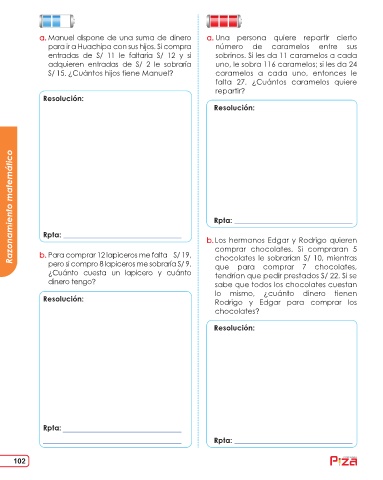 a. Manuel dispone de una suma de dinero
para ir a Huachipa con sus hijos. Si compra
entradas de S/ 11 le faltaría S/ 12 y si
adquieren entradas de S/ 2 le sobraría
S/ 15. ¿Cuántos hijos tiene Manuel?
Resolución:
Rpta:
b. Para comprar 12 lapiceros me falta S/ 19,
pero si compro 8 lapiceros me sobraría S/ 9.
¿Cuánto cuesta un lapicero y cuánto
dinero tengo?
Resolución:
Rpta:
a. Una persona quiere repartir cierto
número de caramelos entre sus
sobrinos. Si les da 11 caramelos a cada
uno, le sobra 116 caramelos; si les da 24
caramelos a cada uno, entonces le
falta 27. ¿Cuántos caramelos quiere
repartir?
Resolución:
Rpta:
b. Los hermanos Edgar y Rodrigo quieren
comprar chocolates. Si compraran 5
chocolates le sobrarían S/ 10, mientras
que para comprar 7 chocolates,
tendrían que pedir prestados S/ 22. Si se
sabe que todos los chocolates cuestan
lo mismo, ¿cuánto dinero tienen
Rodrigo y Edgar para comprar los
chocolates?
Resolución:
Rpta:
Razonamiento matemático
102
Piza